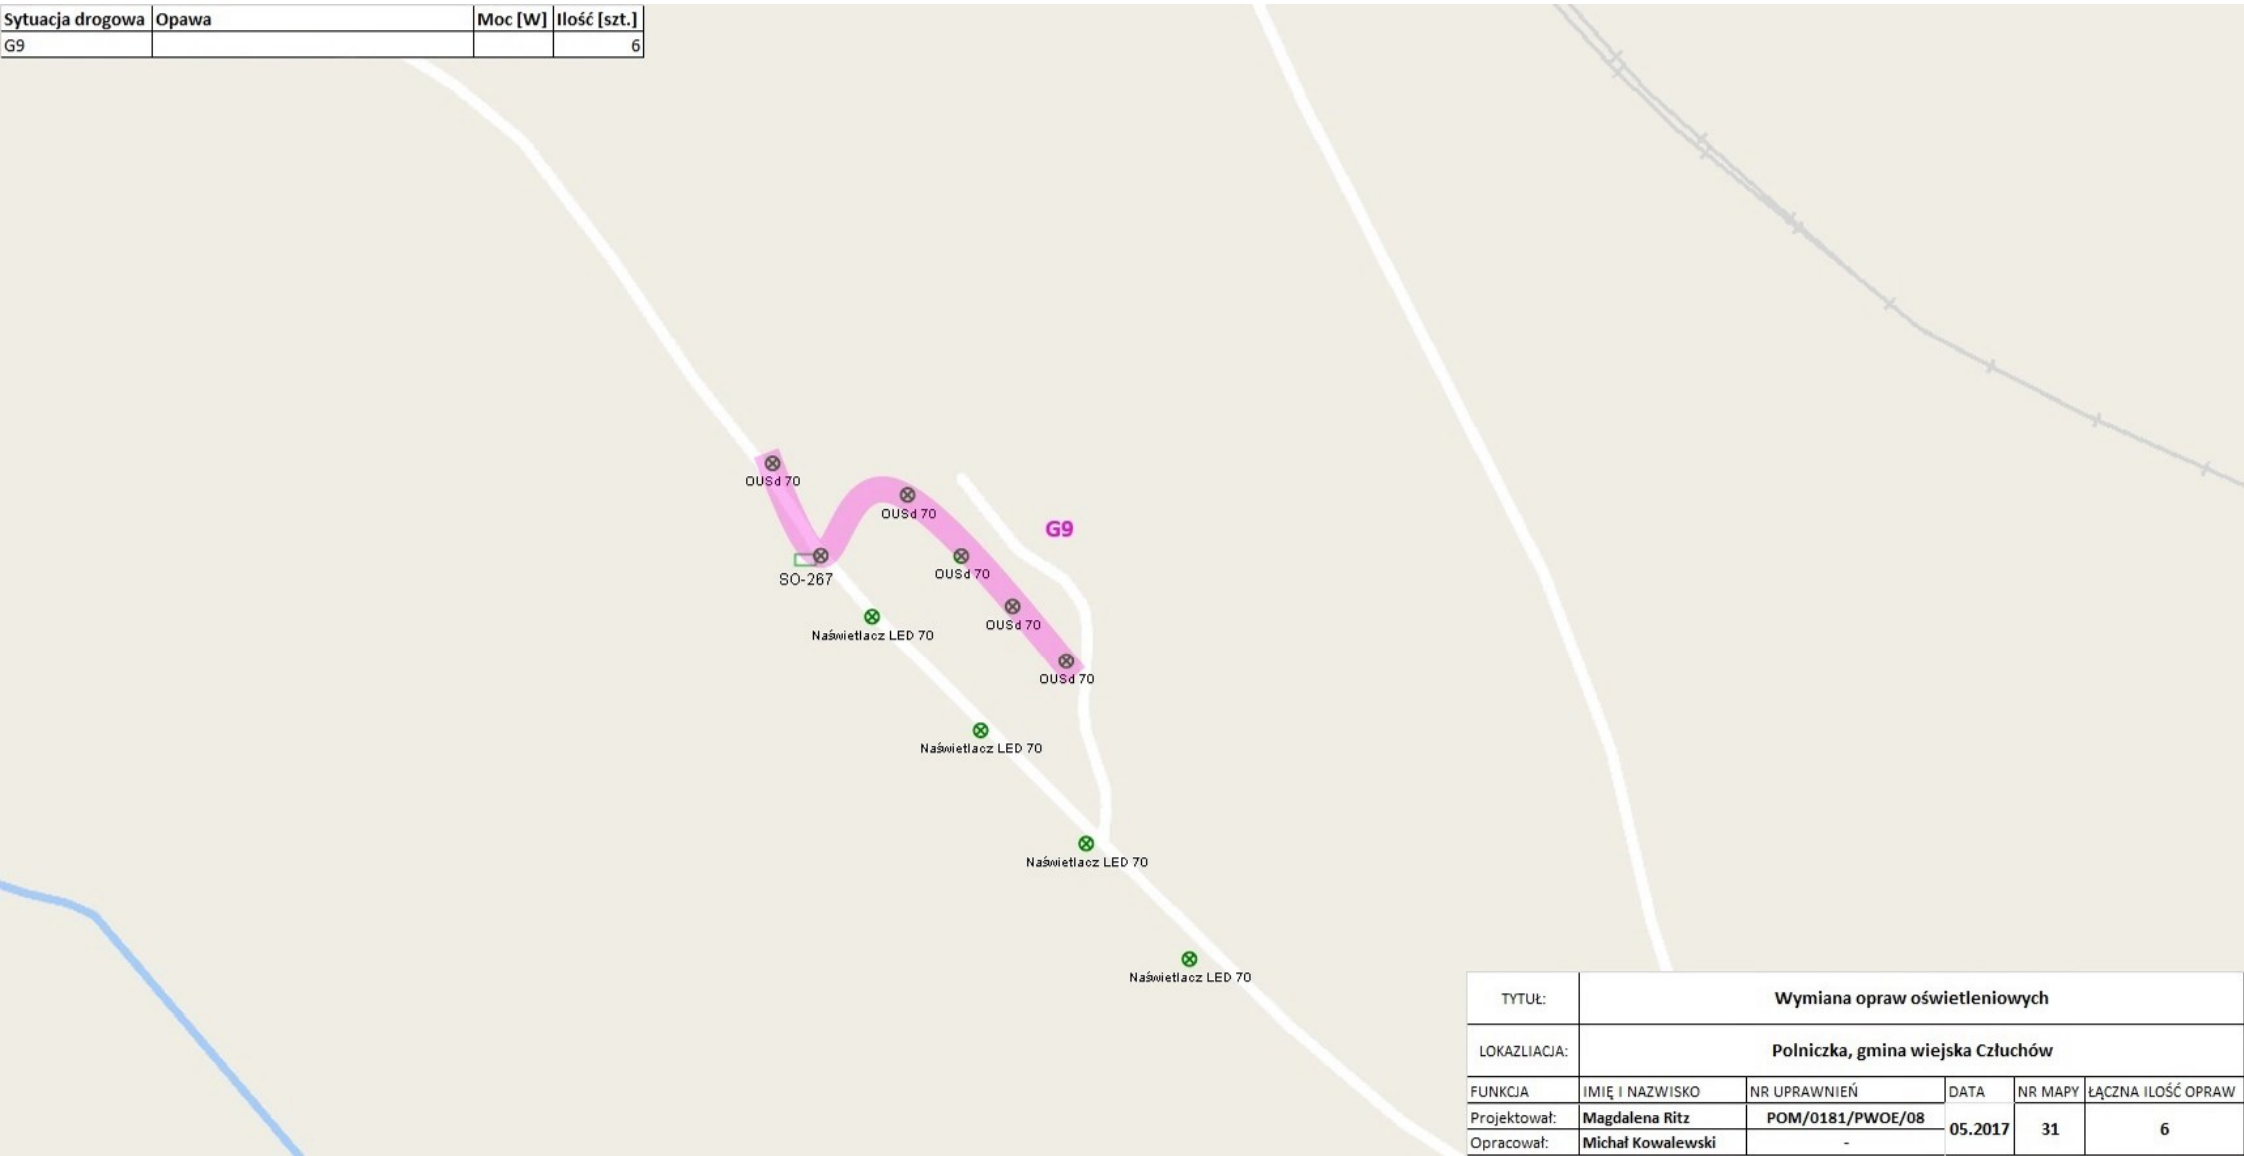 Sytuacja drogowa Opawa Moc [W] Ilość [szt.]
G9 6
OUSd 70
OUSd 70
G9
SO-267
OUSd 70
Naświetlacz LED 70
OUSd 70
OUSd 70
Naświetlacz LED 70
Naświetlacz LED 70
Naświetlacz LED 70
TYTUŁ: Wymiana opraw oświetleniowych
LOKAZLIACJA: Polniczka, gmina wiejska Człuchów
FUNKCJA IMIĘ I NAZWISKO NR UPRAWNIEŃ DATA NR MAPY ŁĄCZNA ILOŚĆ OPRAW
Projektował: Magdalena Ritz POM/0181/PWOE/08 05.2017 31 6
Opracował: Michał Kowalewski -